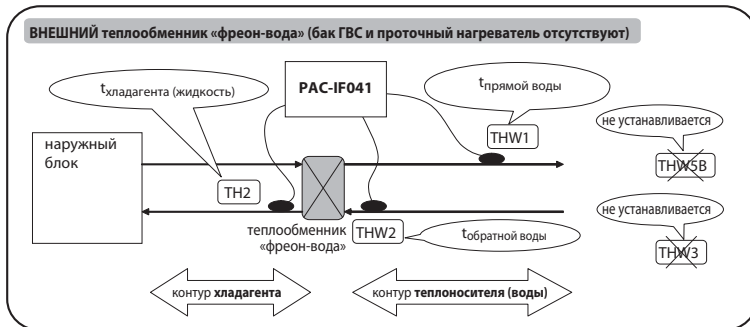 ВНЕШНИЙ теплообменник «фреон-вода» (бак ГВС и проточный нагреватель отсутствуют)
tхладагента (жидкость)
PAC-IF041
tпрямой воды
THW1
не устанавливается
THW5B
наружный
блок
TH2
теплообменник
«фреон-вода»
THW2
tобратной воды
не устанавливается
THW3
контур хладагента
контур теплоносителя (воды)